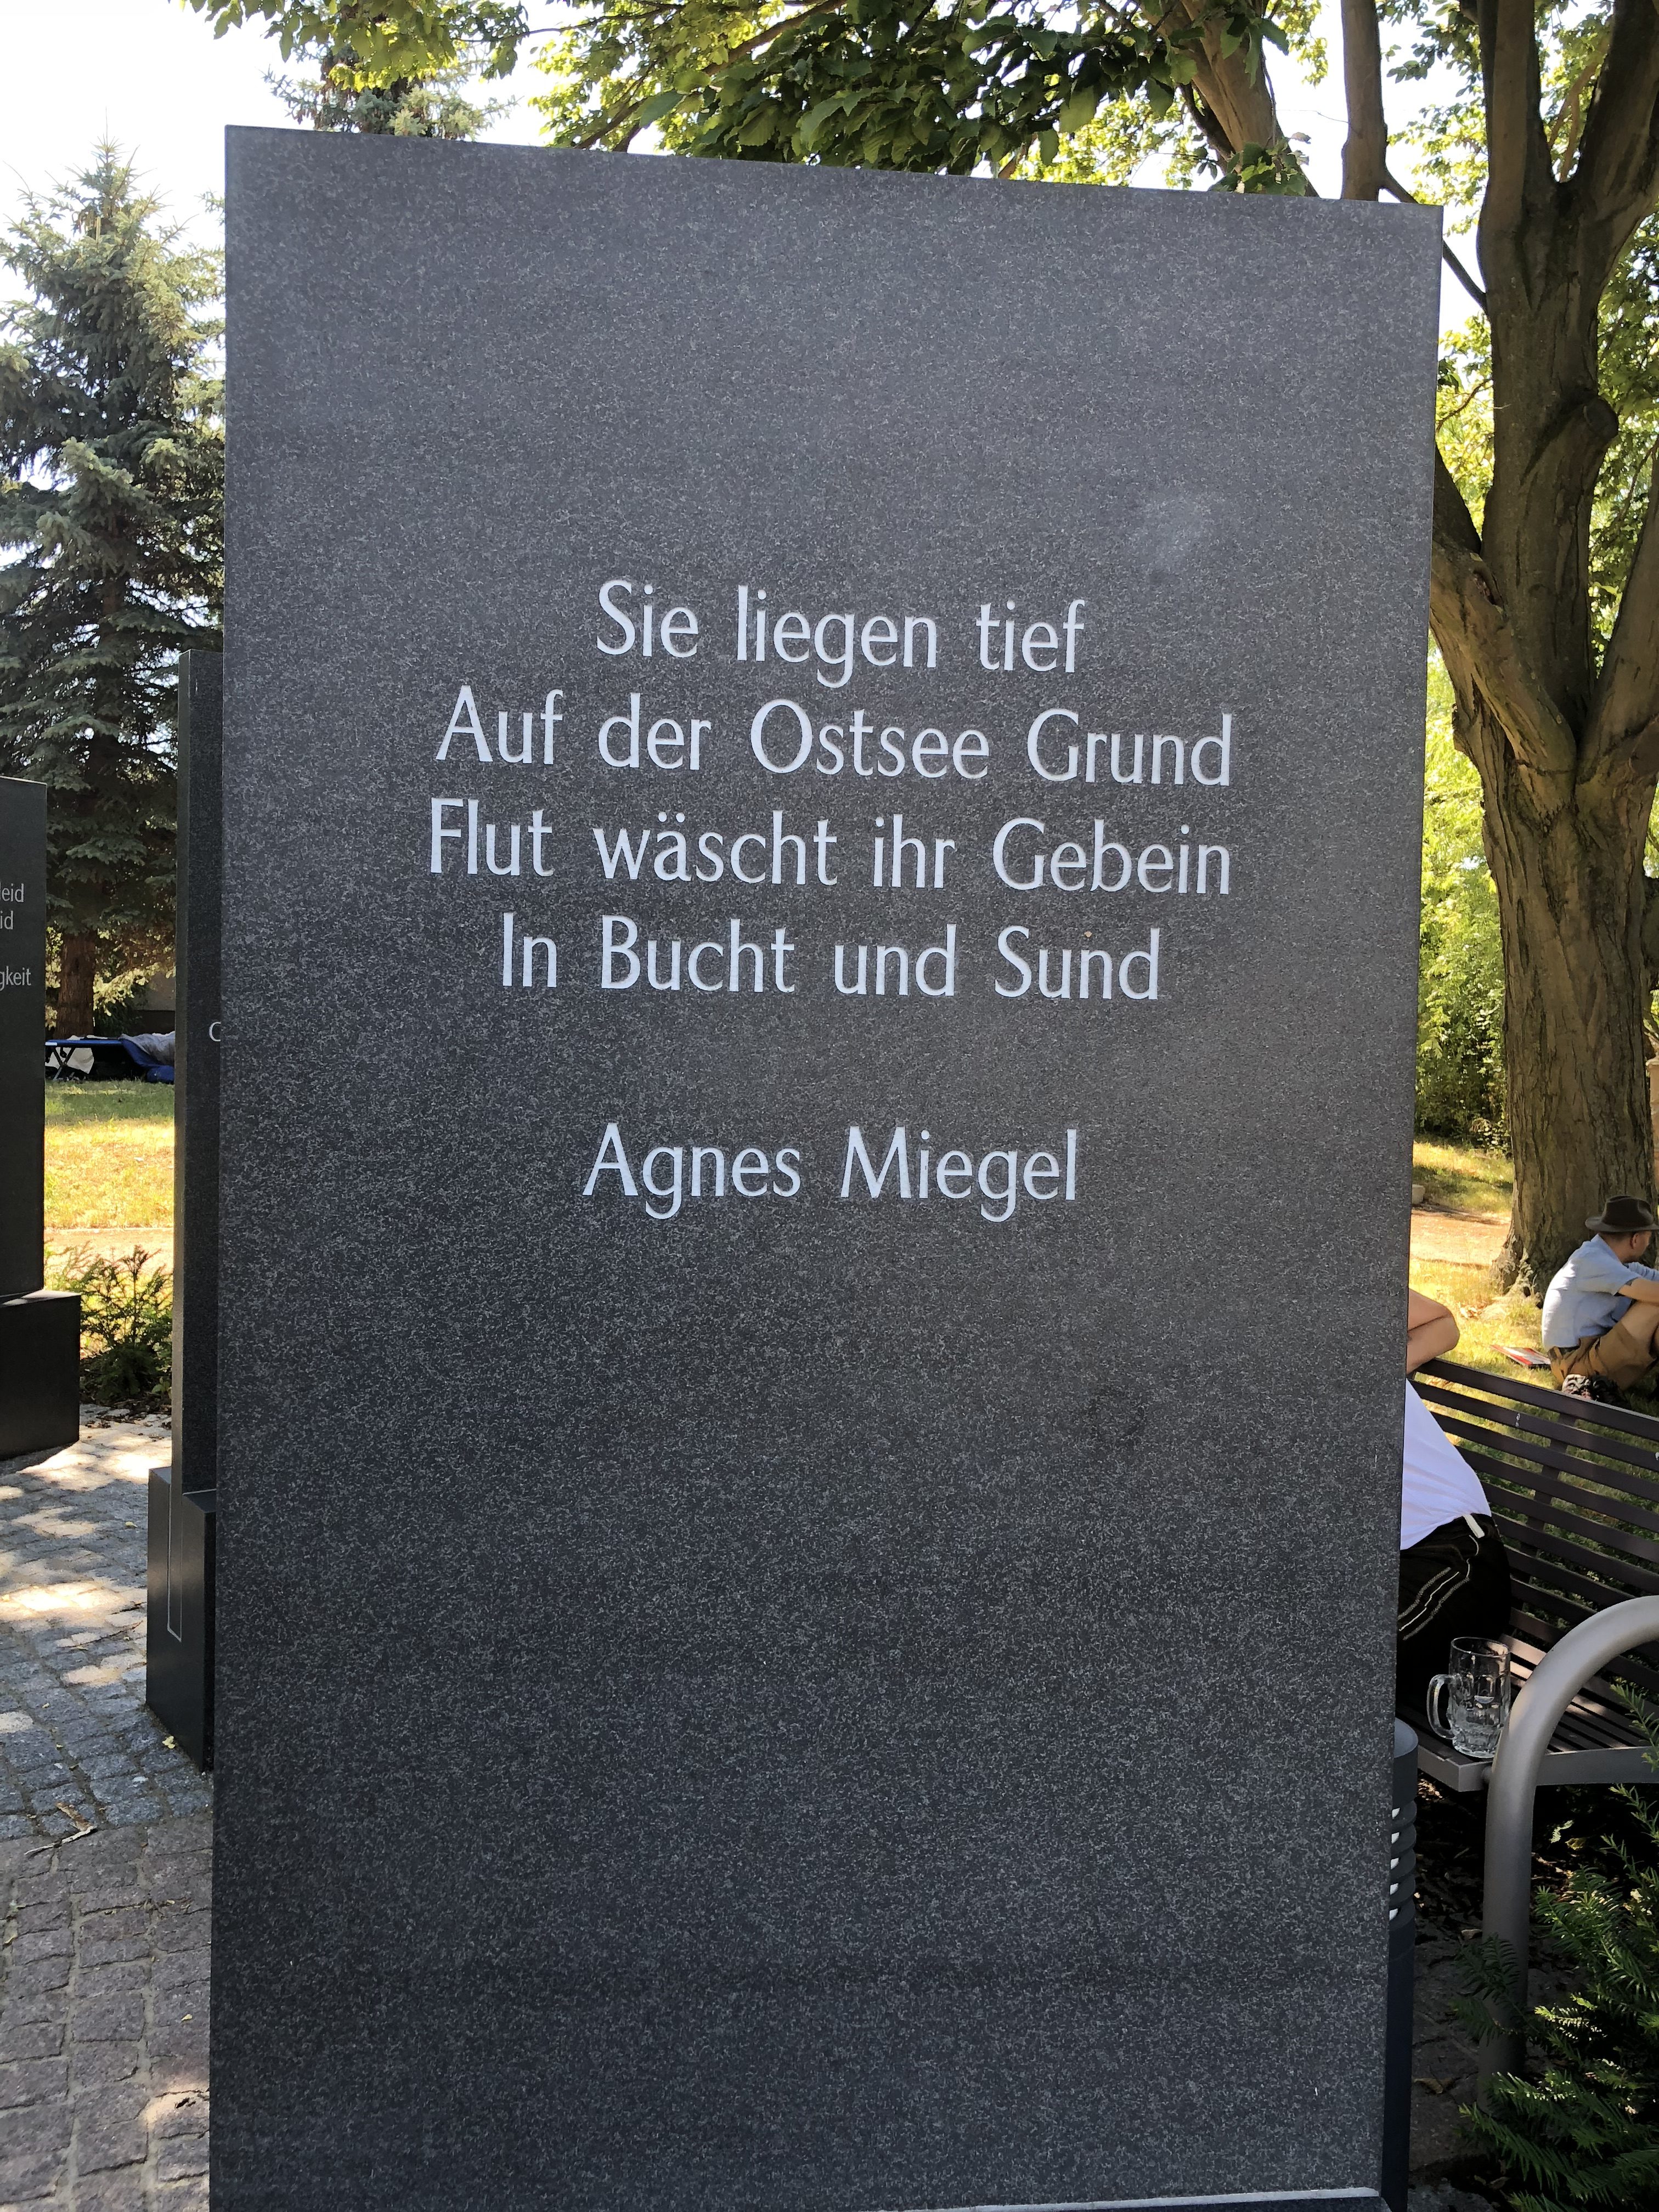 Sie liegen tief
Auf der Ostsee Grund
Flut wäscht ihr Gebein
In Bucht und Sund
Agnes Miegel